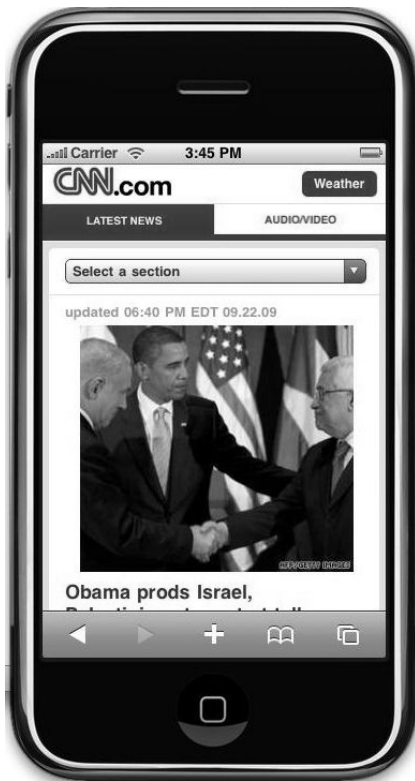 Carrier 3:45 PM
CNN.com Weather
LATEST NEWS AUDIO/VIDEO
Select a section
updated 06:40 PM EDT 09.22.09
AFP/GETTY IMAGES
Obama prods Israel,